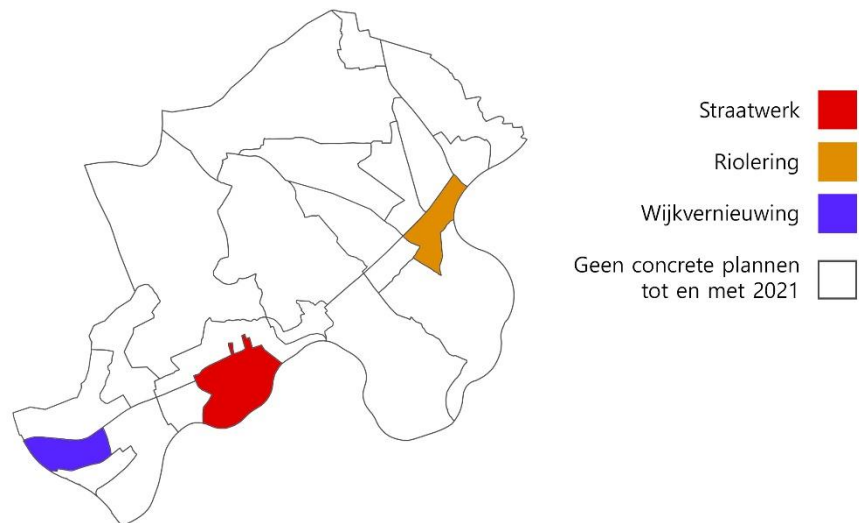 Straatwerk
Riolering
Wijkvernieuwing
Geen concrete plannen
tot en met 2021